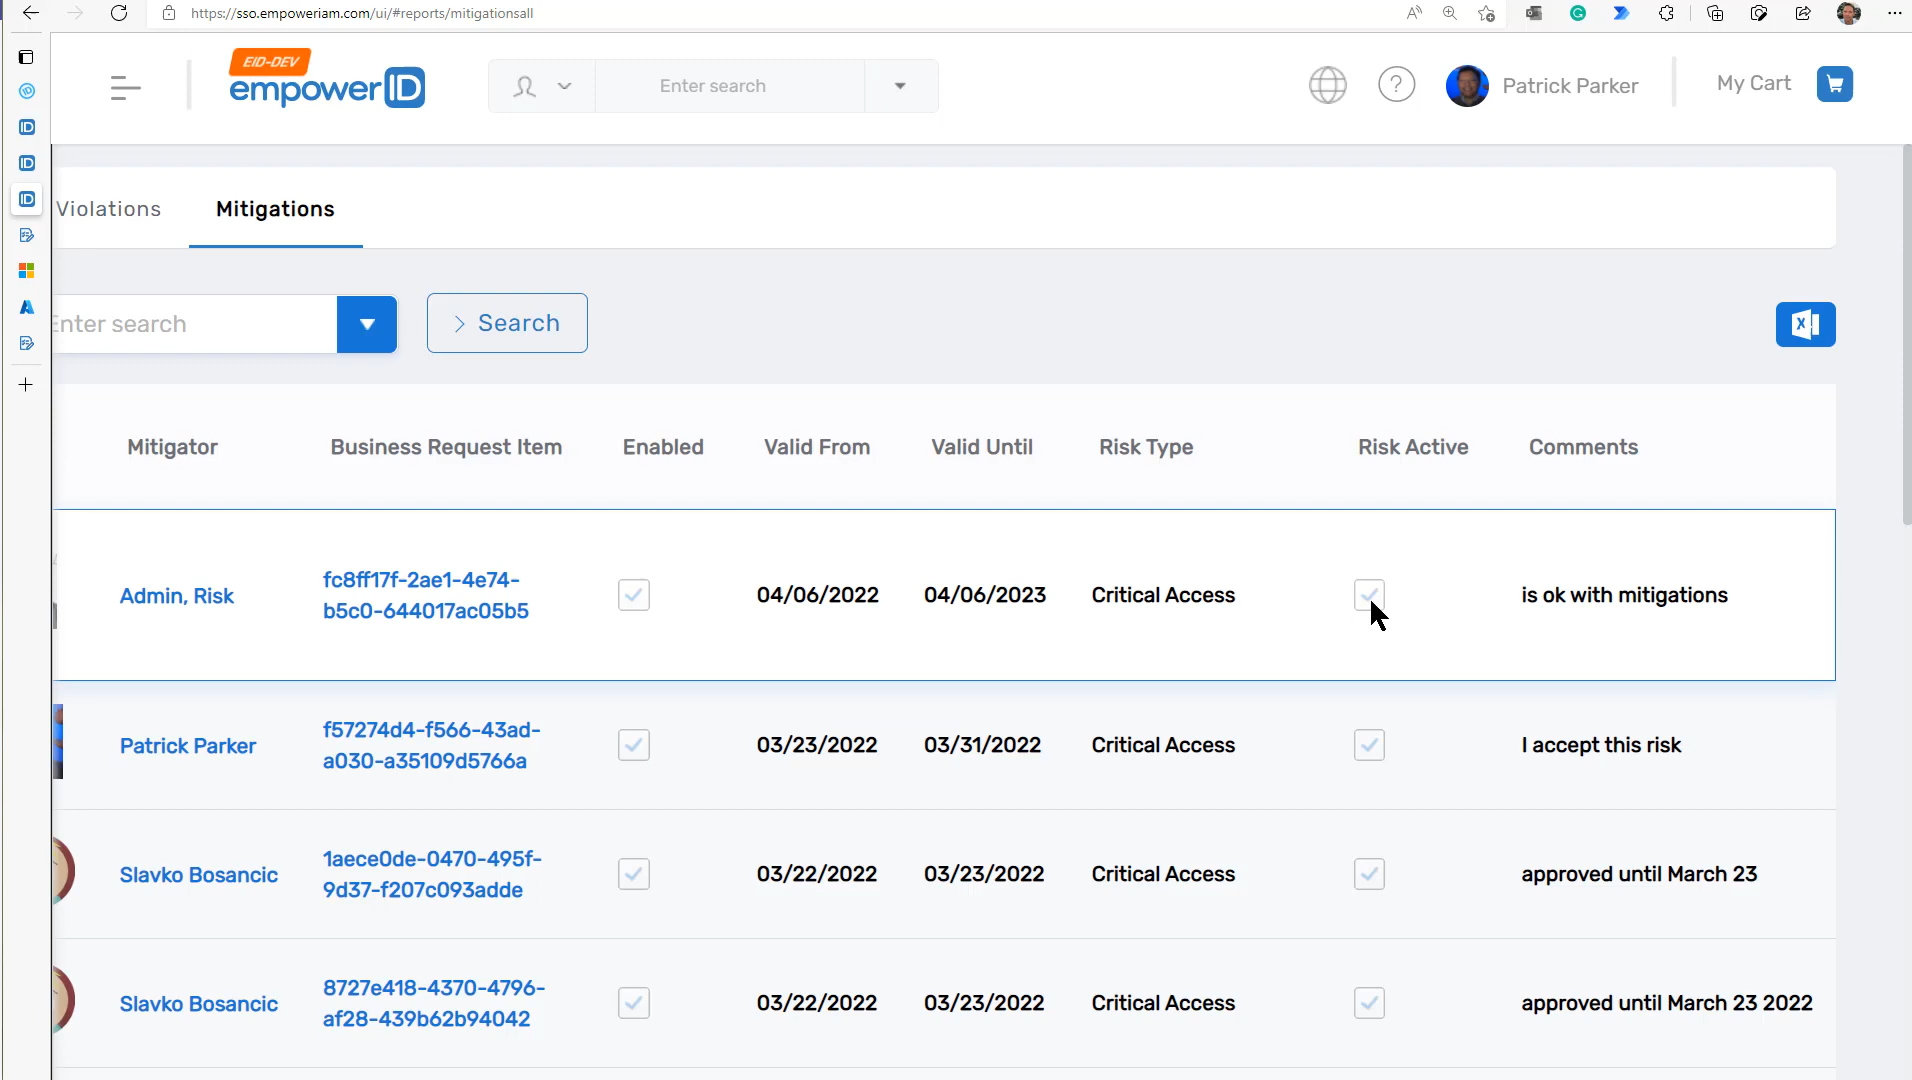 https://sso.empoweriam.com/ui/#reports/mitigationsall
EID-DEV
empowerID
Enter search
?
Patrick Parker
My Cart
Violations
Mitigations
Enter search
Search
Mitigator
Business Request Item
Enabled
Valid From
Valid Until
Risk Type
Risk Active
Comments
Admin, Risk
fc8ff17f-2ae1-4e74-
b5c0-644017ac05b5
04/06/2022
04/06/2023
Critical Access
is ok with mitigations
Patrick Parker
f57274d4-f566-43ad-
a030-a35109d5766a
03/23/2022
03/31/2022
Critical Access
I accept this risk
Slavko Bosancic
1aece0de-0470-495f-
9d37-f207c093adde
03/22/2022
03/23/2022
Critical Access
approved until March 23
Slavko Bosancic
8727e418-4370-4796-
af28-439b62b94042
03/22/2022
03/23/2022
Critical Access
approved until March 23 2022